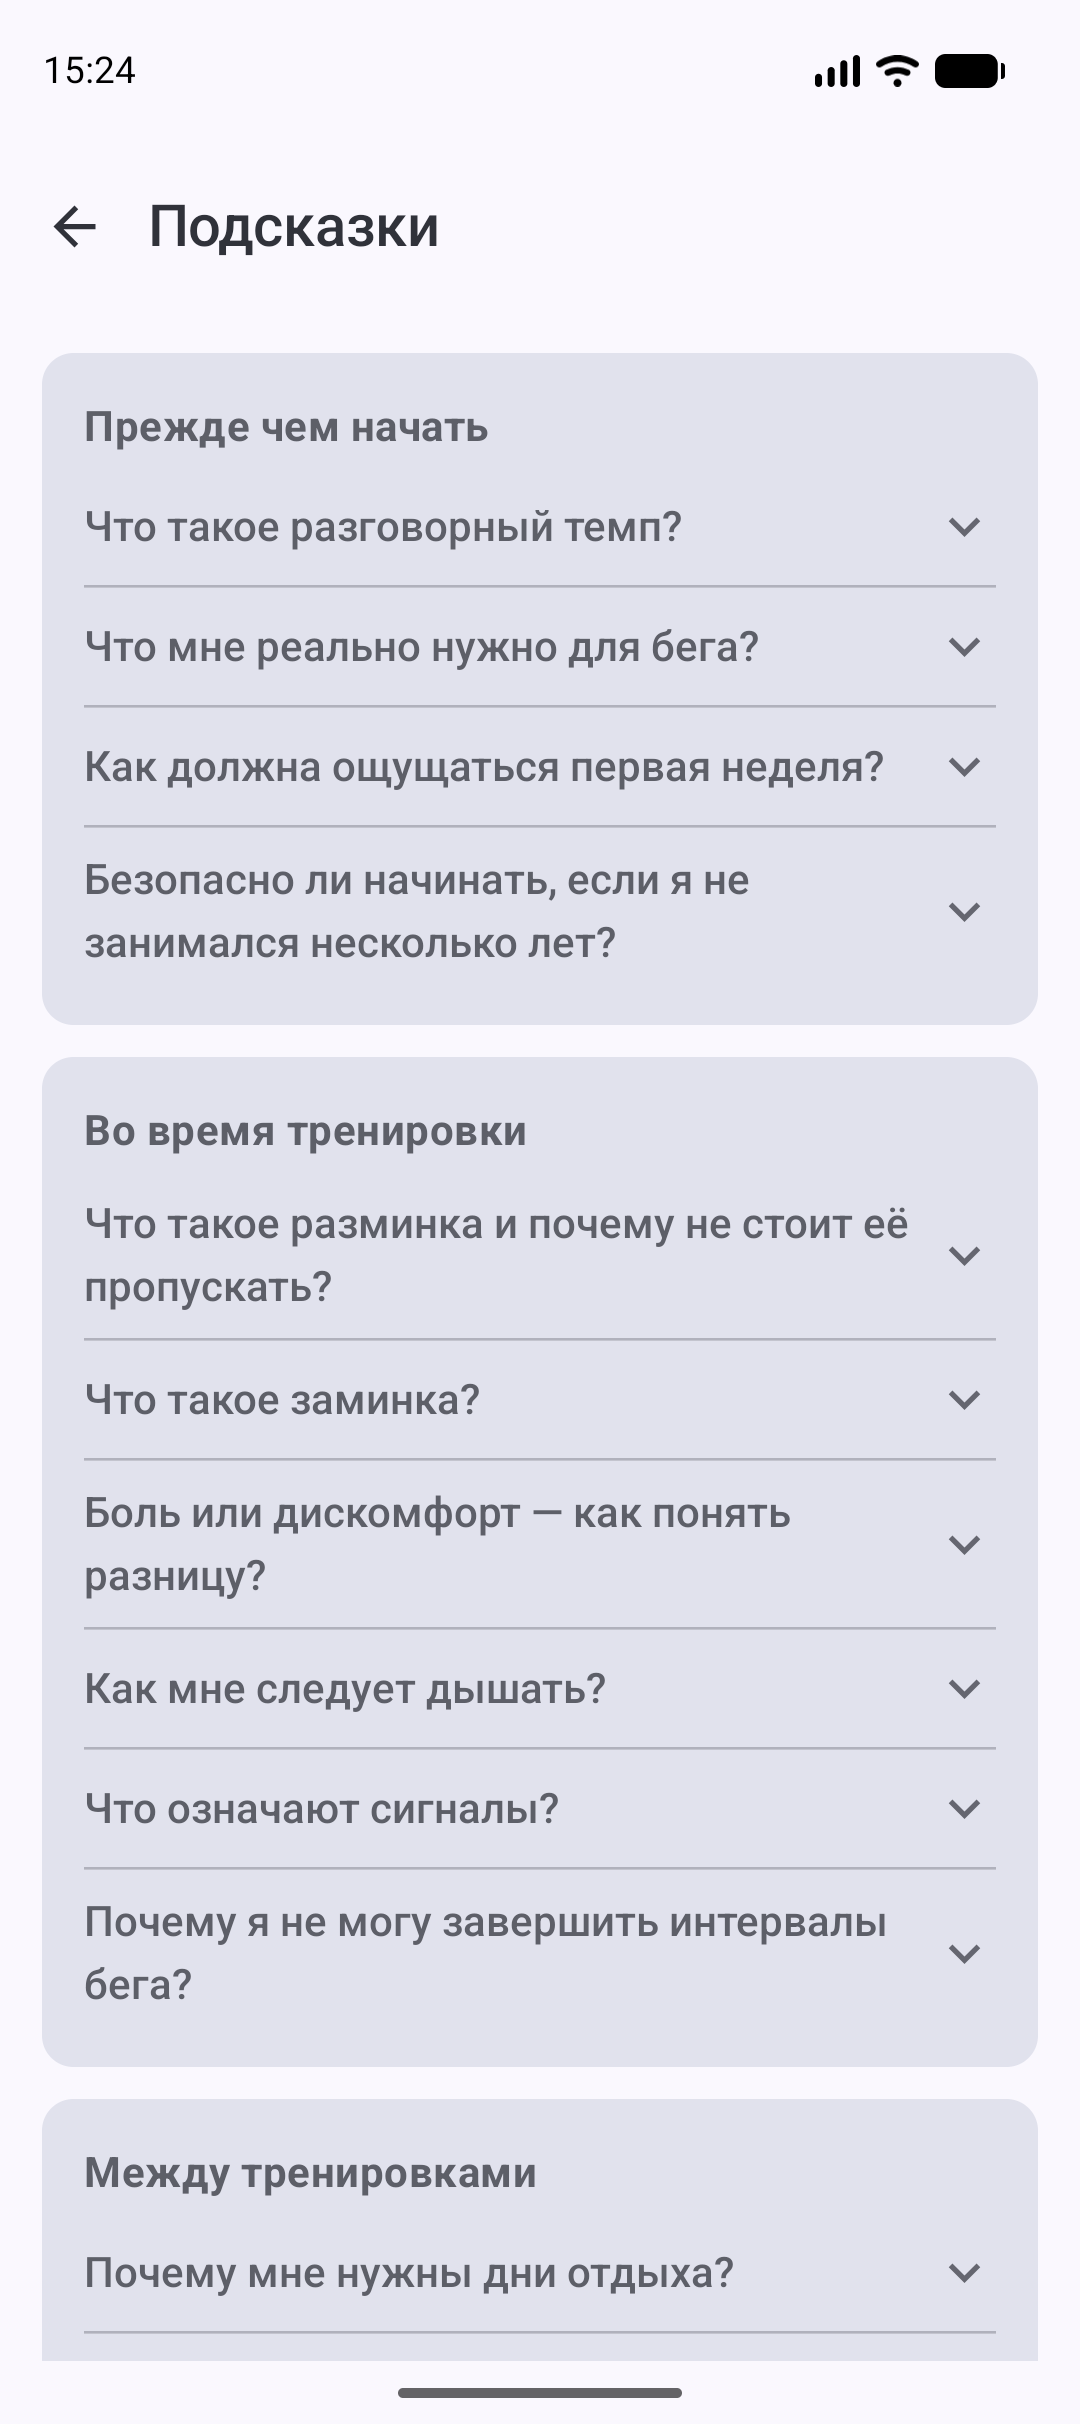 15:24
Подсказки
Прежде чем начать
Что такое разговорный темп?
Что мне реально нужно для бега?
Как должна ощущаться первая неделя?
Безопасно ли начинать, если я не
занимался несколько лет?
Во время тренировки
Что такое разминка и почему не стоит её
пропускать?
Что такое заминка?
Боль или дискомфорт — как понять
разницу?
Как мне следует дышать?
Что означают сигналы?
Почему я не могу завершить интервалы
бега?
Между тренировками
Почему мне нужны дни отдыха?